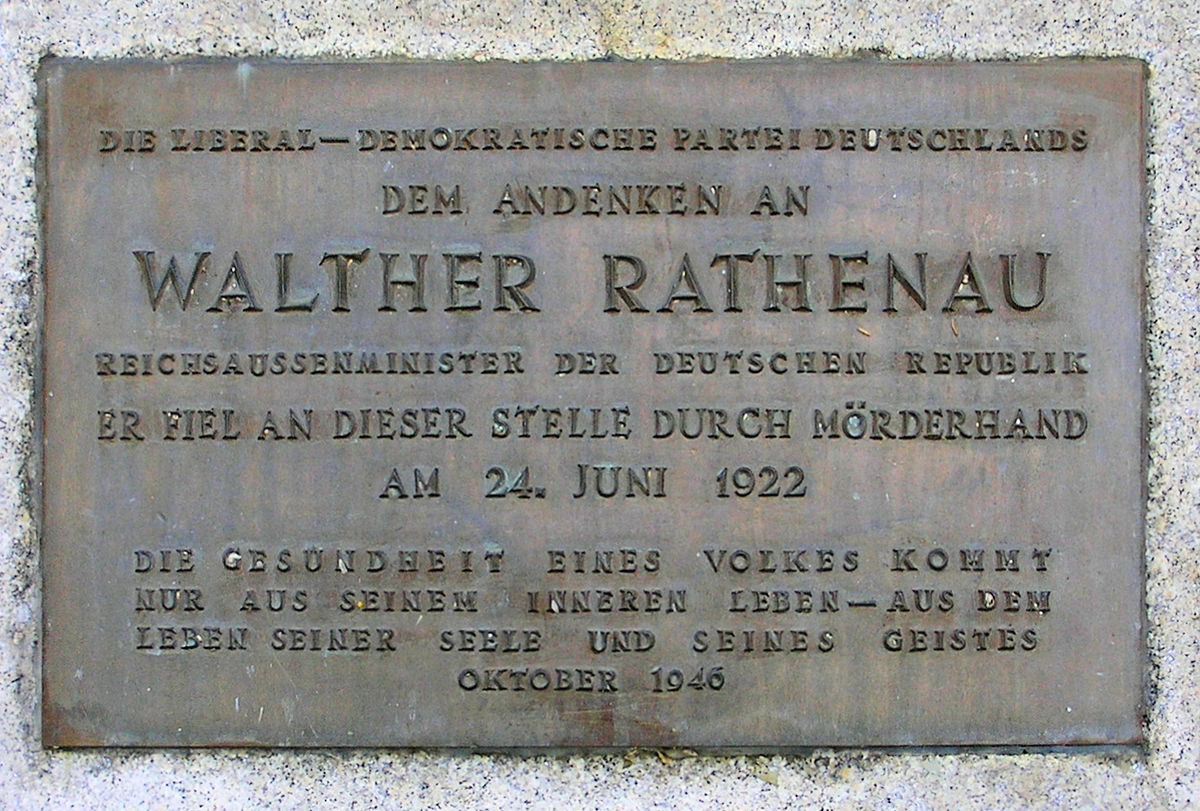 DIE LIBERAL—DEMOKRATISCHE PARTEI DEUTSCHLANDS
DEM ANDENKEN AN
WALTHER RATHENAU
REICHSAUSSENMINISTER DER DEUTSCHEN REPUBLIK
ER FIEL AN DIESER STELLE DURCH MÖRDERHAND
AM 24. JUNI 1922
DIE GESUNDHEIT EINES VOLKES KOMMT
NUR AUS SEINEM INNEREN LEBEN—AUS DEM
LEBEN SEINER SEELE UND SEINES GEISTES
OKTOBER 1946